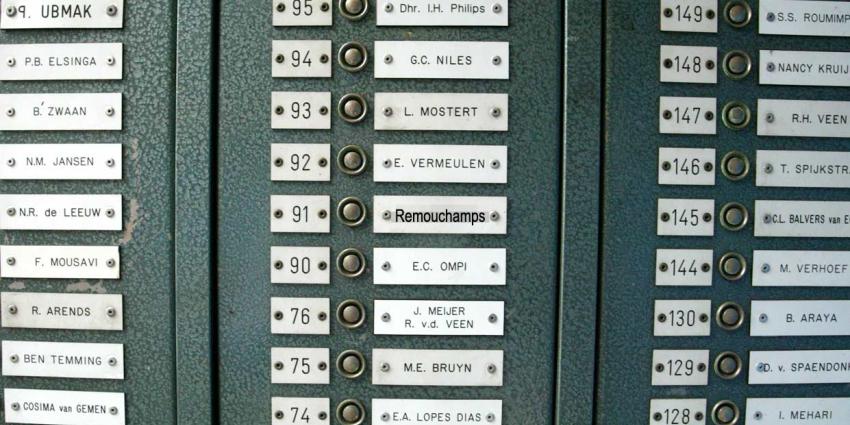 P. UBMAK
P.B. ELSINGA
B. ZWAAN
N.M. JANSEN
N.R. de LEEUW
F. MOUSAVI
R. ARENDS
BEN TEMMING
COSIMA van GEMEN
95 Dhr. I.H. Philips
94 G.C. NILES
93 L. MOSTERT
92 E. VERMEULEN
91 Remouchamps
90 E.C. OMPI
76 J. MEIJER
R. v.d. VEEN
75 M.E. BRUYN
74 E.A. LOPES DIAS
149 S.S. ROUMIMP
148 NANCY KRUIJ
147 R.H. VEEN
146 T. SPIJKSTR
145 C.L. BALVERS van
144 M. VERHOEF
130 B. ARAYA
129 D. v. SPAENDON
128 I. MEHARI